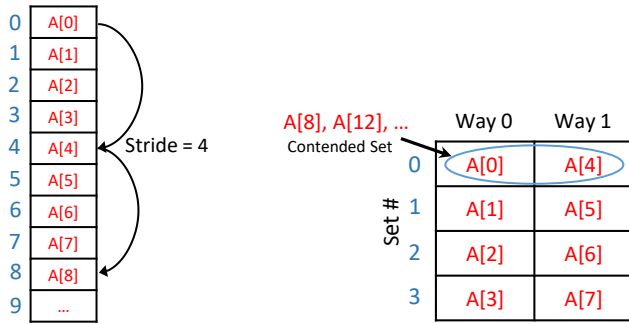 0 A[0]
1 A[1]
2 A[2]
3 A[3]
4 A[4]
5 A[5]
6 A[6]
7 A[7]
8 A[8]
9 ...
Stride = 4
A[8], A[12], ...
Contended Set
Way 0 Way 1
Set #
0 A[0] A[4]
1 A[1] A[5]
2 A[2] A[6]
3 A[3] A[7]